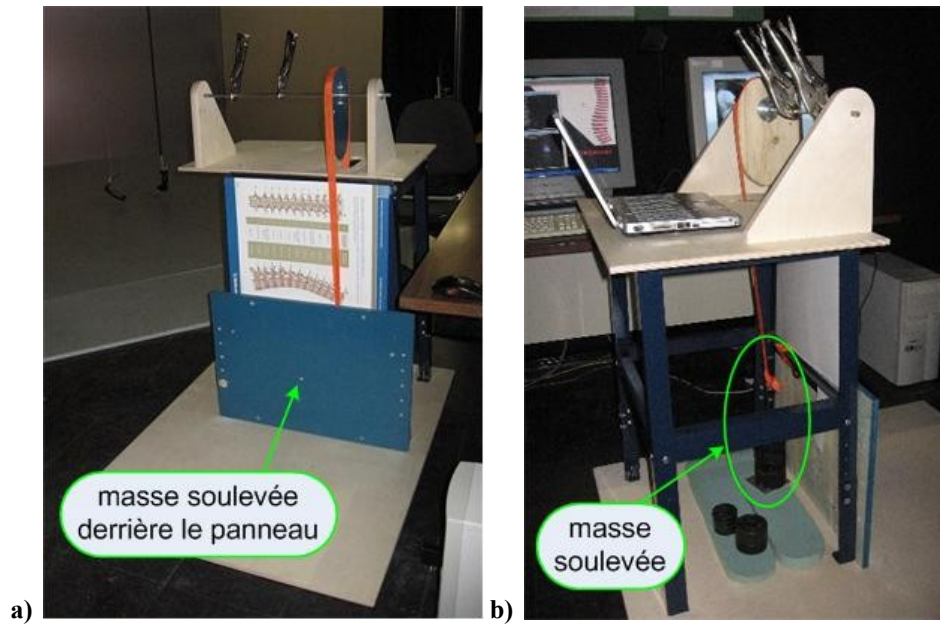 masse soulevée
derrière le panneau
a)
masse
soulevée
b)